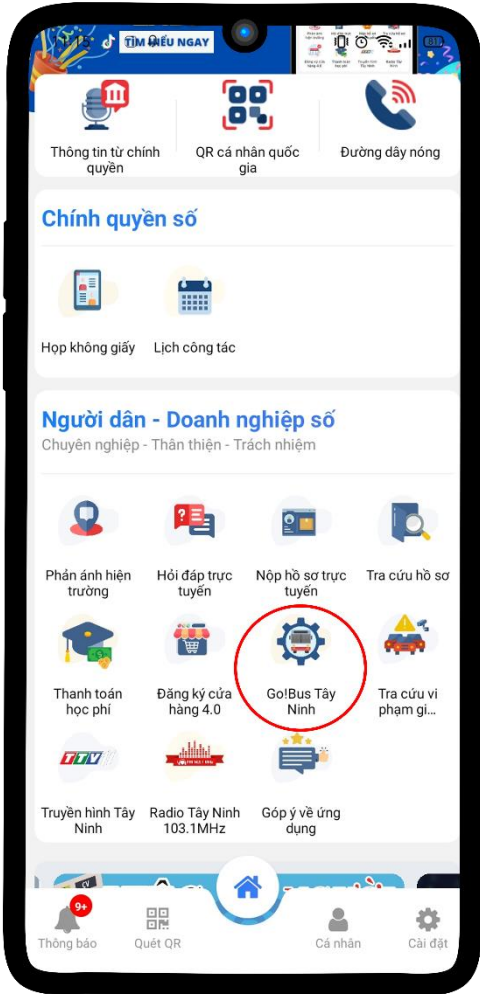 TÌM HIỂU NGAY
Thông tin từ chính
quyền
QR cá nhân quốc
gia
Đường dây nóng
Chính quyền số
Họp không giấy
Lịch công tác
Người dân - Doanh nghiệp số
Chuyên nghiệp - Thân thiện - Trách nhiệm
Phản ánh hiện
trường
Hỏi đáp trực
tuyến
Nộp hồ sơ trực
tuyến
Tra cứu hồ sơ
Thanh toán
học phí
Đăng ký cửa
hàng 4.0
Go!Bus Tây
Ninh
Tra cứu vi
phạm gi...
TTV
Truyền hình Tây
Ninh
Radio Tây Ninh
103.1MHz
Góp ý về ứng
dụng
9+
Thông báo
Quét QR
Cá nhân
Cài đặt